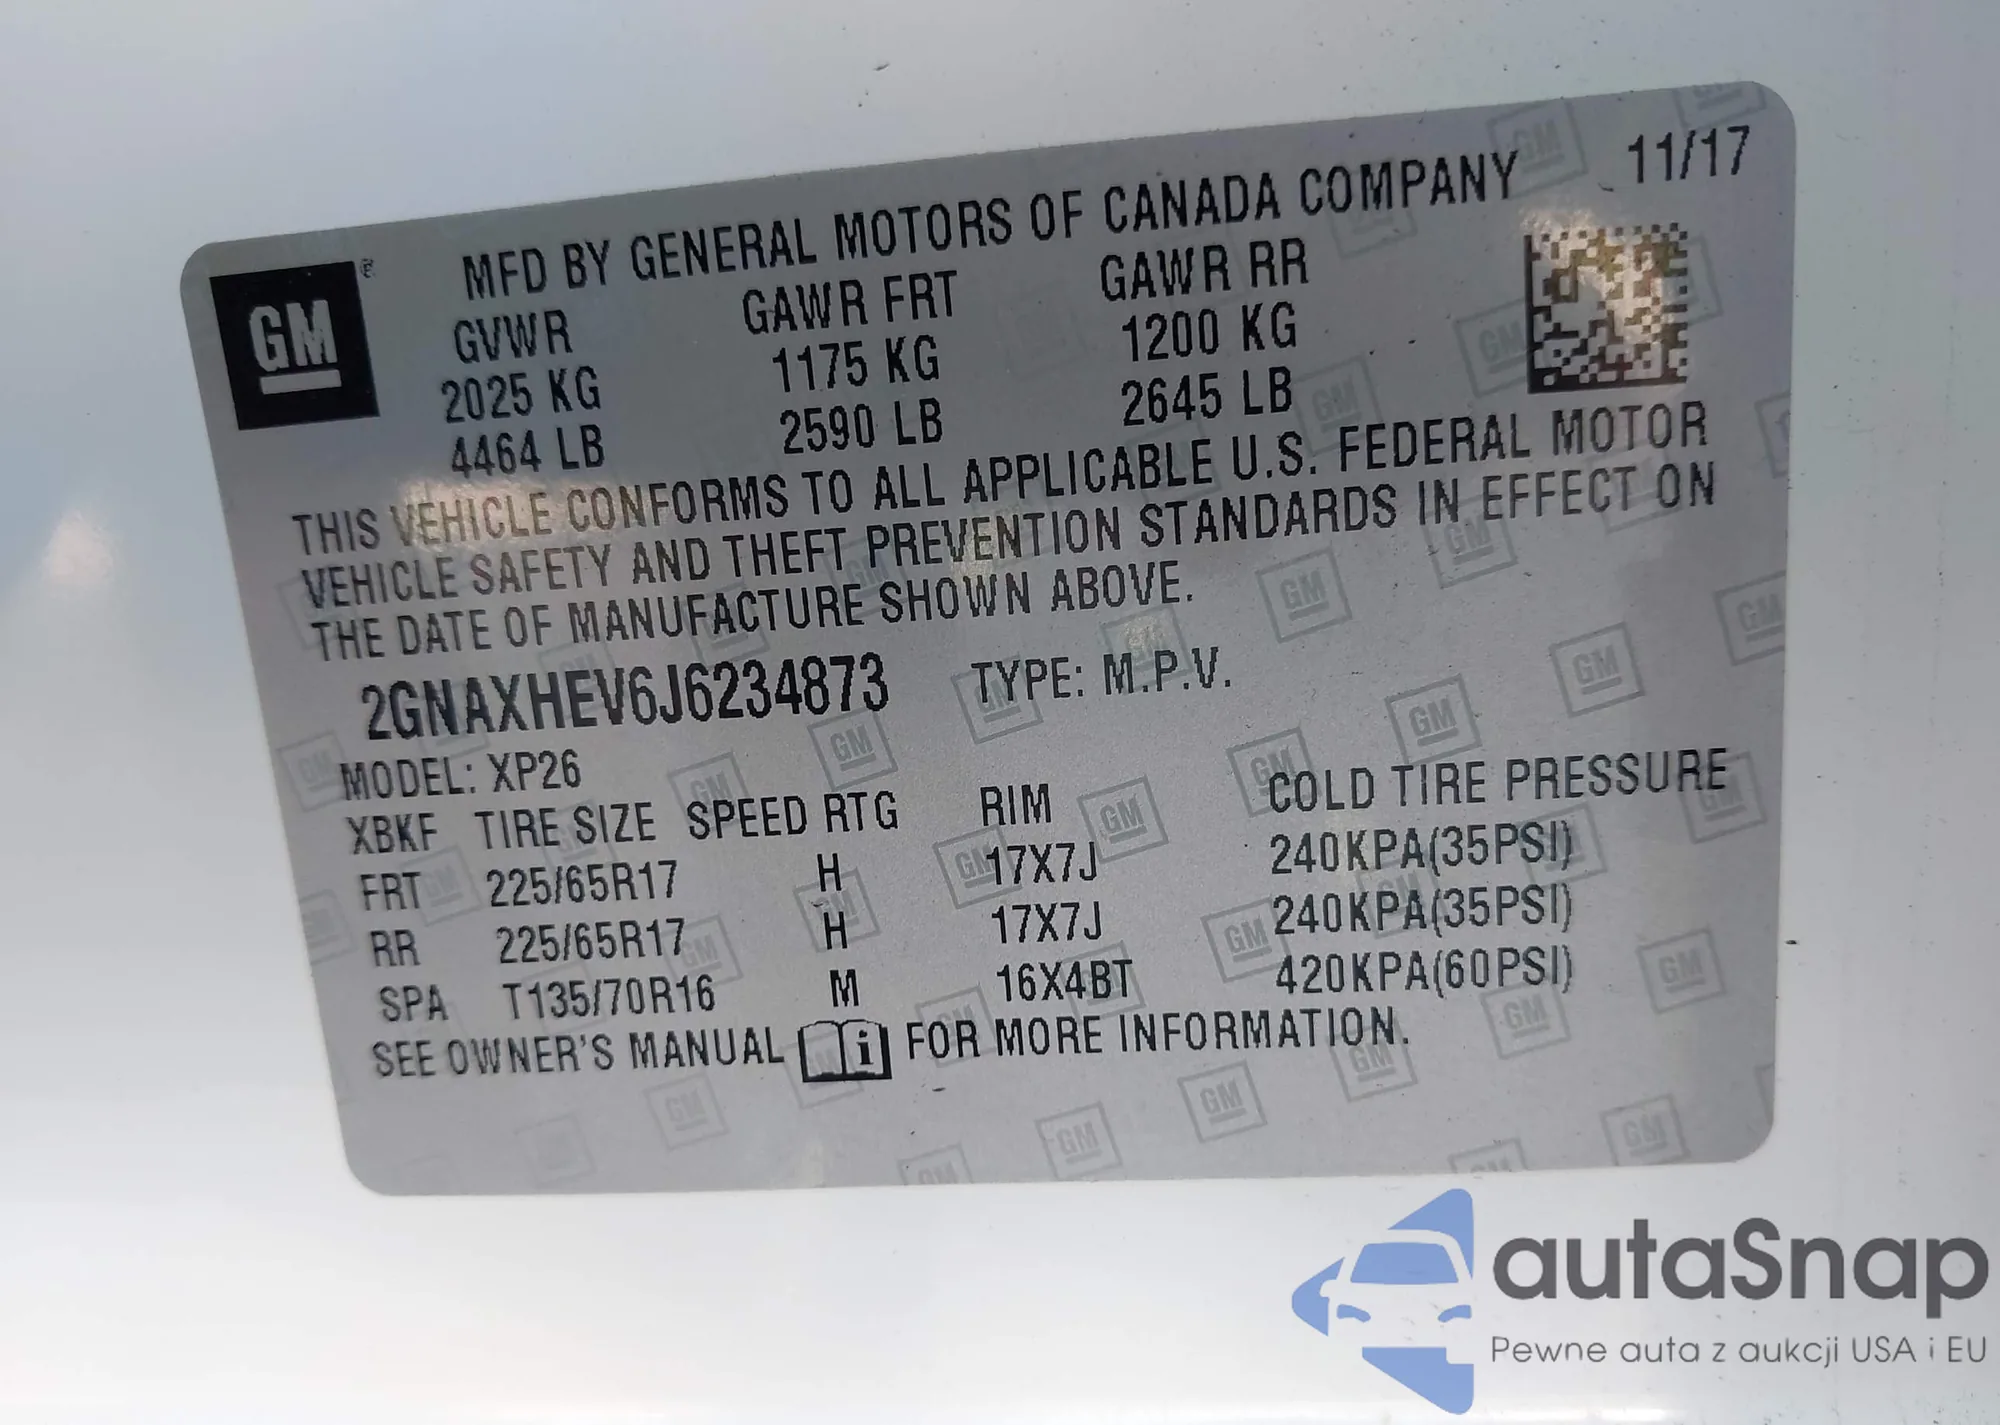 GM
MFD BY GENERAL MOTORS OF CANADA COMPANY 11/17
GVWR GAWR FRT GAWR RR
2025 KG 1175 KG 1200 KG
4464 LB 2590 LB 2645 LB
THIS VEHICLE CONFORMS TO ALL APPLICABLE U.S. FEDERAL MOTOR
VEHICLE SAFETY AND THEFT PREVENTION STANDARDS IN EFFECT ON
THE DATE OF MANUFACTURE SHOWN ABOVE.
2GNAXHEV6J6234873 TYPE: M.P.V.
MODEL: XP26
XBKF TIRE SIZE SPEED RTG RIM COLD TIRE PRESSURE
FRT 225/65R17 H 17X7J 240KPA(35PSI)
RR 225/65R17 H 17X7J 240KPA(35PSI)
SPA T135/70R16 M 16X4BT 420KPA(60PSI)
SEE OWNER'S MANUAL i FOR MORE INFORMATION.
autaSnap
Pewne auta z aukcji USA i EU